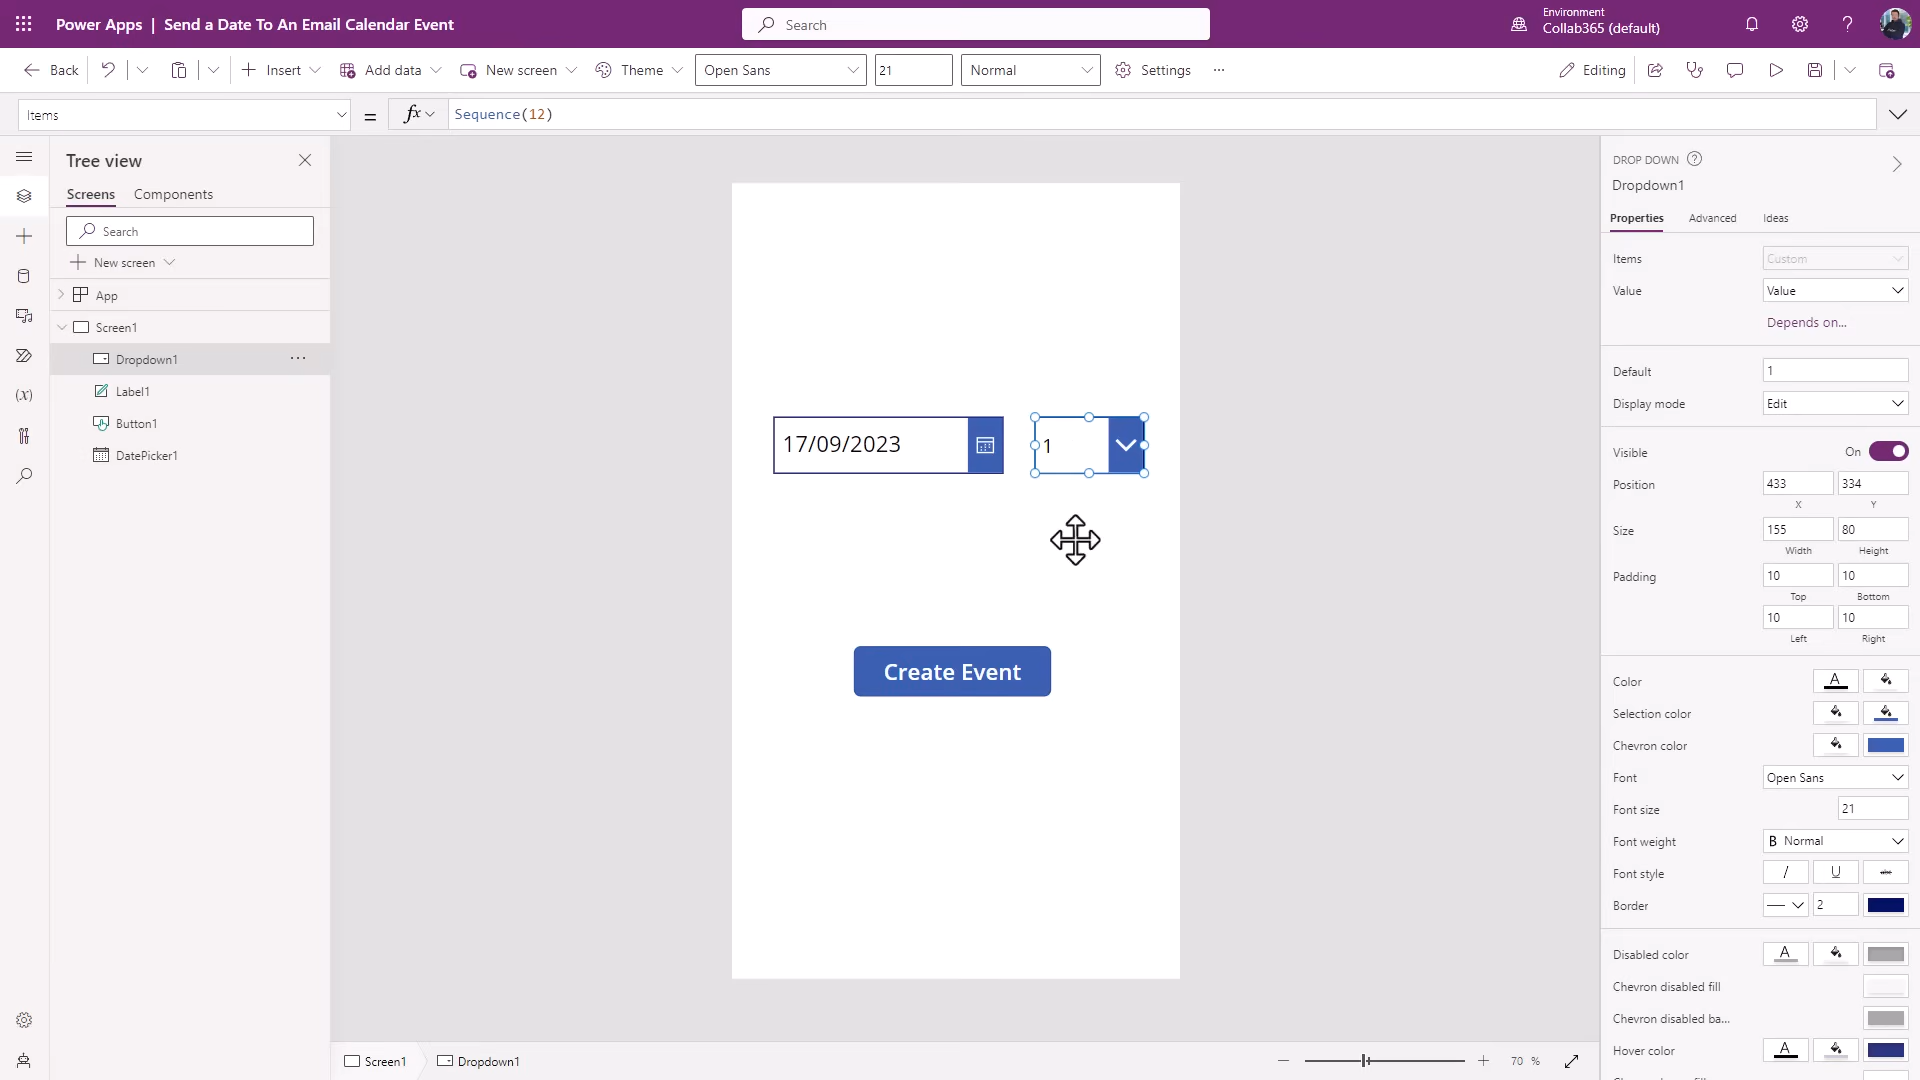 Power Apps | Send a Date To An Email Calendar Event
Search
Environment
Collab365 (default)
Back
Insert
Add data
New screen
Theme
Open Sans
21
Normal
Settings
Editing
Items
=
fx
Sequence(12)
Tree view
Screens
Components
Search
New screen
App
Screen1
Dropdown1
Label1
Button1
DatePicker1
17/09/2023
1
Create Event
DROP DOWN
Dropdown1
Properties
Advanced
Ideas
Items
Custom
Value
Value
Depends on...
Default
1
Display mode
Edit
Visible
On
Position
433
334
X
Y
Size
155
80
Width
Height
Padding
10
10
Top
Bottom
10
10
Left
Right
Color
Selection color
Chevron color
Font
Open Sans
Font size
21
Font weight
B Normal
Font style
/
U
abc
Border
2
Disabled color
Chevron disabled fill
Chevron disabled ba...
Hover color
Screen1
Dropdown1
70 %